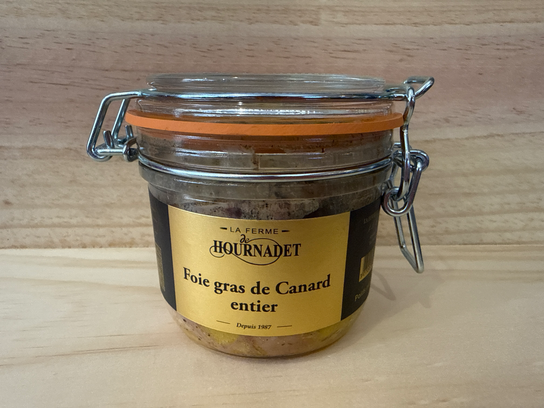 LA FERME
de
HOURNADET
Foie gras de Canard
entier
Depuis 1987